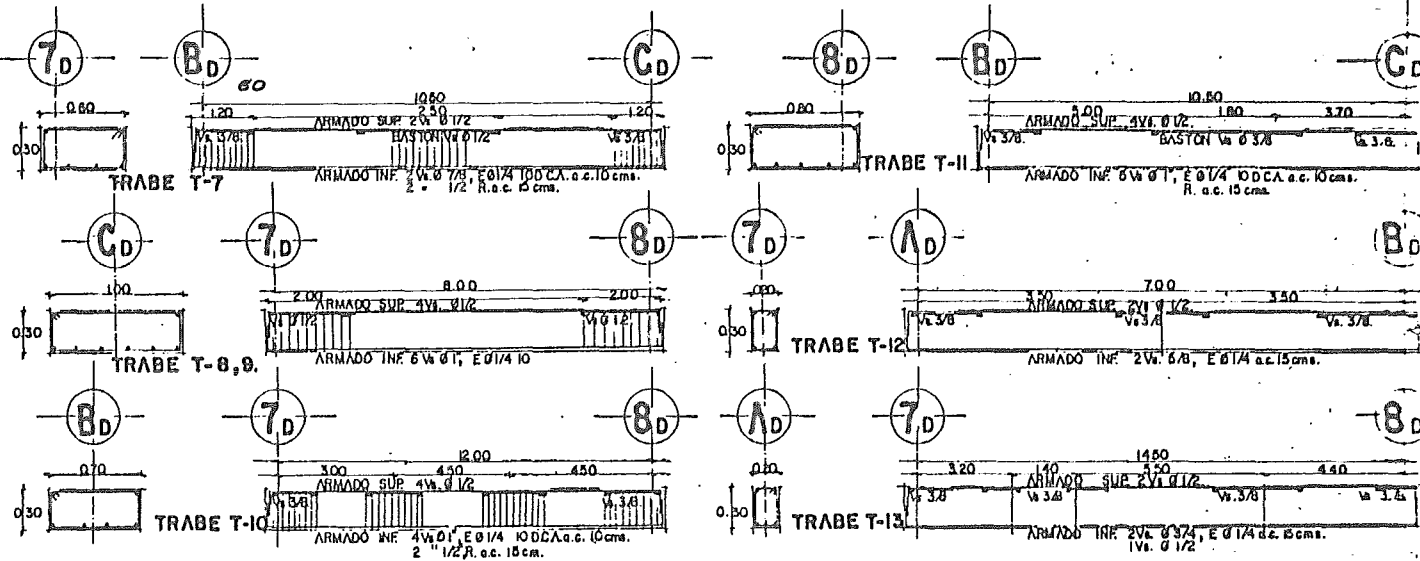 7D BD CD
60
10.60
0.60 1.20 2.50 1.20
ARMADO SUP. 2Vs Ø 1/2
Vs. 3/8. BASTON Vs Ø 1/2 Vs 3/8
0.30
ARMADO INF. 2 Vs. Ø 7/8, E Ø 1/4 10 D C.A. a.c. 10 cms.
2 " 1/2, R. a.c. 15 cms.
TRABE T-7
8D BD CD
10.50
0.80 5.00 1.80 3.70
ARMADO SUP. 4Vs. Ø 1/2.
Vs 3/8. BASTON Vs Ø 3/8 Vs 3.8.
0.30
TRABE T-11
ARMADO INF. 6 Vs Ø 1", E Ø 1/4 10 D C.A. a.c. 10 cms.
R. a.c. 15 cms.
CD 7D 8D
8.00
1.00 2.00 2.00
ARMADO SUP. 4Vs. Ø 1/2
Vs Ø 1/2 Vs Ø 1.2
0.30
TRABE T-8,9.
ARMADO INF. 6 Vs Ø 1", E Ø 1/4 10
7D AD BD
7.00
3.50 3.50
ARMADO SUP. 2Vs Ø 1/2
Vs. 3/8 Vs 3/8 Vs. 3/8.
0.30
TRABE T-12
ARMADO INF. 2Vs. 5/8, E Ø 1/4 a.c. 15 cms.
BD 7D 8D
12.00
0.70 3.00 4.50 4.50
ARMADO SUP. 4Vs. Ø 1/2
Vs 3/8 Vs. 3/8
0.30
TRABE T-10
ARMADO INF. 4Vs Ø 1", E Ø 1/4 10 D C.A. a.c. 10 cms.
2 " 1/2, R. a.c. 15 cm.
AD 7D 8D
3.20 1.40 5.50 4.40
ARMADO SUP. 2Vs Ø 1/2
Vs 3/8 Vs 3/8 Vs. 3/8 Vs 3.8
0.30
TRABE T-13
ARMADO INF. 2Vs. Ø 3/4, E Ø 1/4 a.c. 15 cms.
1 Vs. Ø 1/2